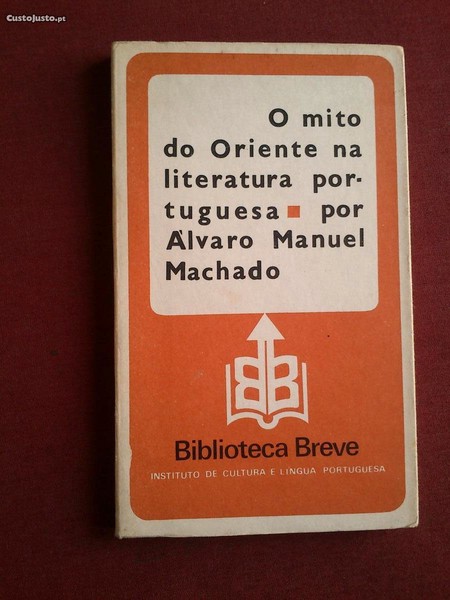 CustoJusto.pt
O mito
do Oriente na
literatura por-
tuguesa ■ por
Álvaro Manuel
Machado
BB
Biblioteca Breve
INSTITUTO DE CULTURA E LÍNGUA PORTUGUESA